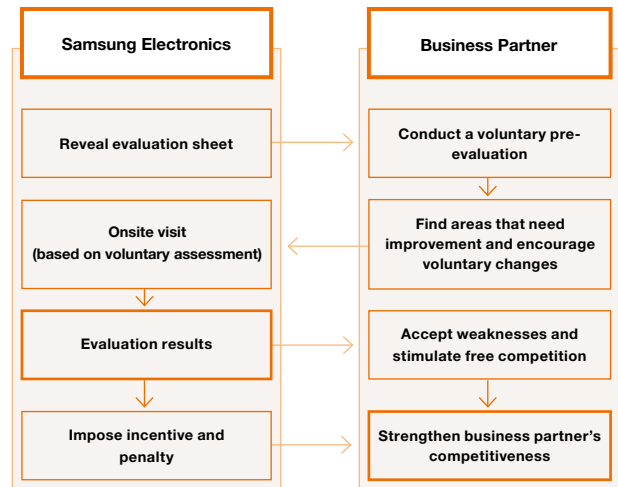 Samsung Electronics
Business Partner
Reveal evaluation sheet
Conduct a voluntary pre-
evaluation
Onsite visit
(based on voluntary assessment)
Find areas that need
improvement and encourage
voluntary changes
Evaluation results
Accept weaknesses and
stimulate free competition
Impose incentive and
penalty
Strengthen business partner's
competitiveness